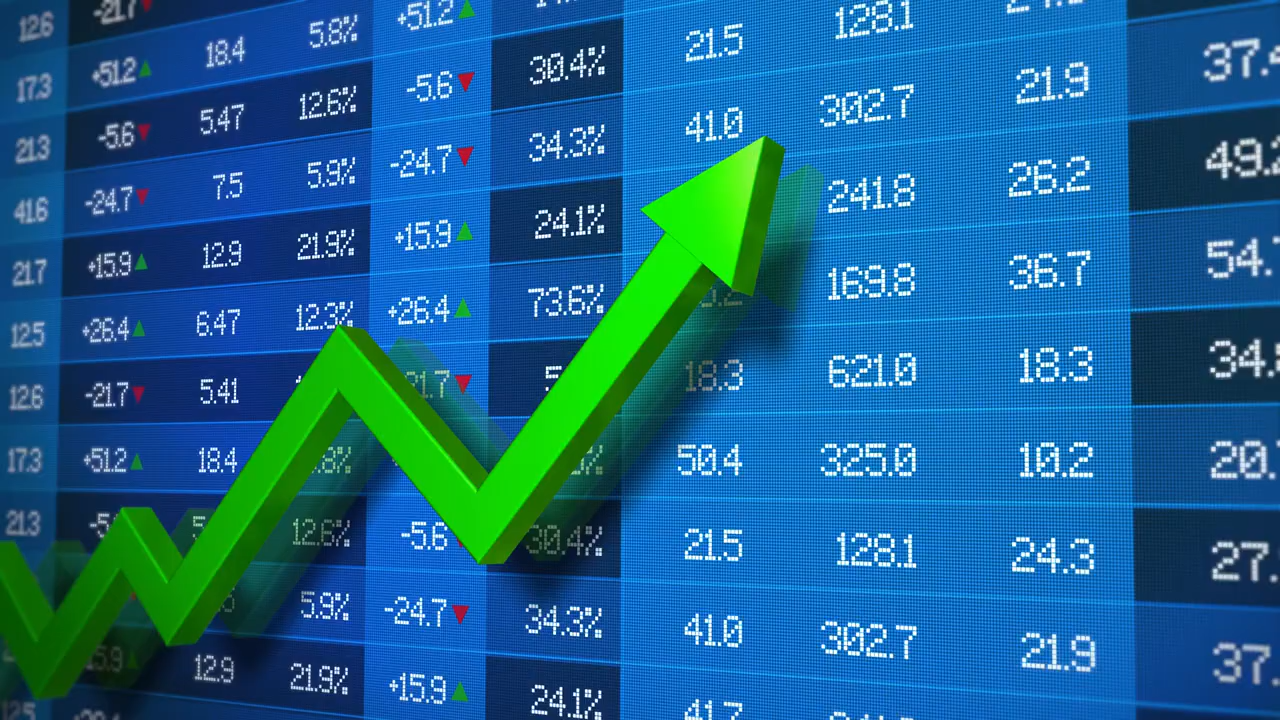 12.6 -21.7▼
17.3 +51.2▲ 18.4 5.8% +51.2▲
21.3 -5.6▼ 5.47 12.6% -5.6▼ 30.4% 21.5 128.1
41.6 -24.7▼ 7.5 5.9% -24.7▼ 34.3% 41.0 302.7 21.9 37.4
21.7 +15.9▲ 12.9 21.9% +15.9▲ 24.1% 241.8 26.2 49.2
12.5 +26.4▲ 6.47 12.3% +26.4▲ 73.6% 169.8 36.7 54.
12.6 -21.7▼ 5.41 21.7▼ 18.3 621.0 18.3 34.
17.3 +51.2▲ 18.4 50.4 325.0 10.2 20.
21.3 12.6% -5.6 30.4% 21.5 128.1 24.3 27.
5.9% -24.7▼ 34.3% 41.0 302.7 21.9 37.
15.9▲ 12.9 21.9% +15.9▲ 24.1% 41.7